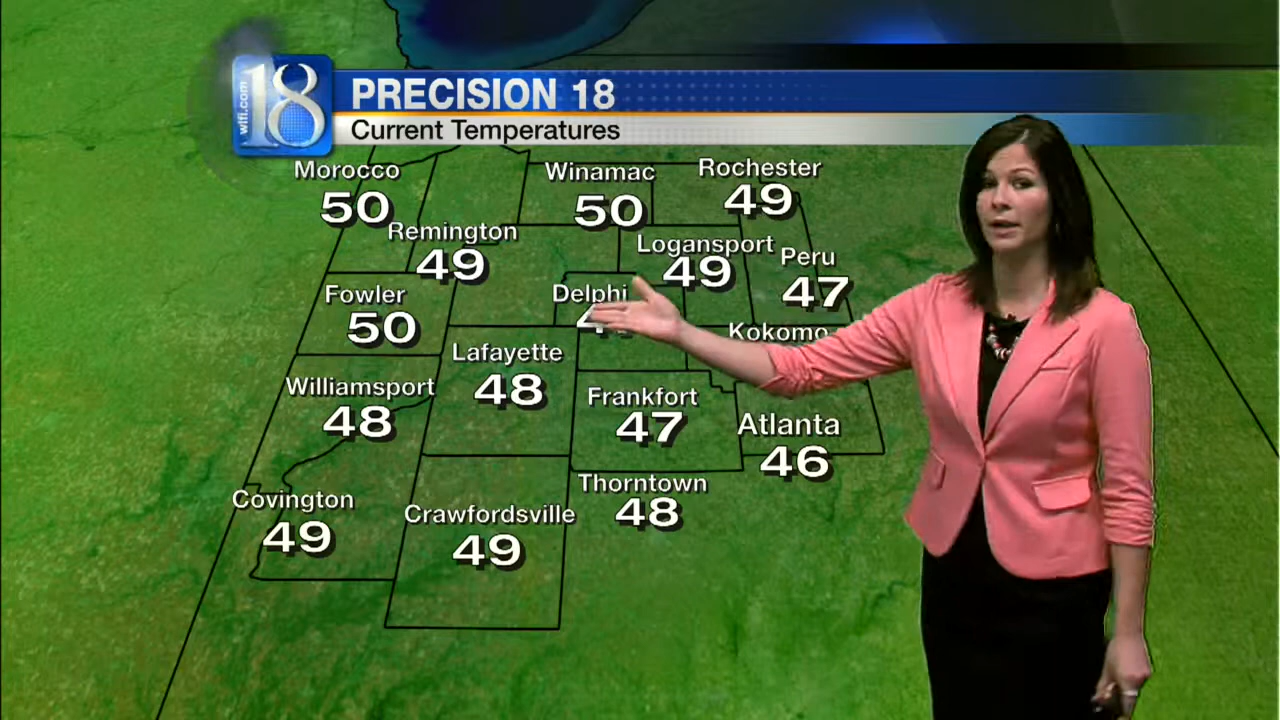 wlfi.com
18
PRECISION 18
Current Temperatures
Morocco
50
Winamac
50
Rochester
49
Remington
49
Logansport
49
Peru
47
Fowler
50
Delphi
Kokomo
Lafayette
48
Williamsport
48
Frankfort
47
Atlanta
46
Thorntown
48
Covington
49
Crawfordsville
49